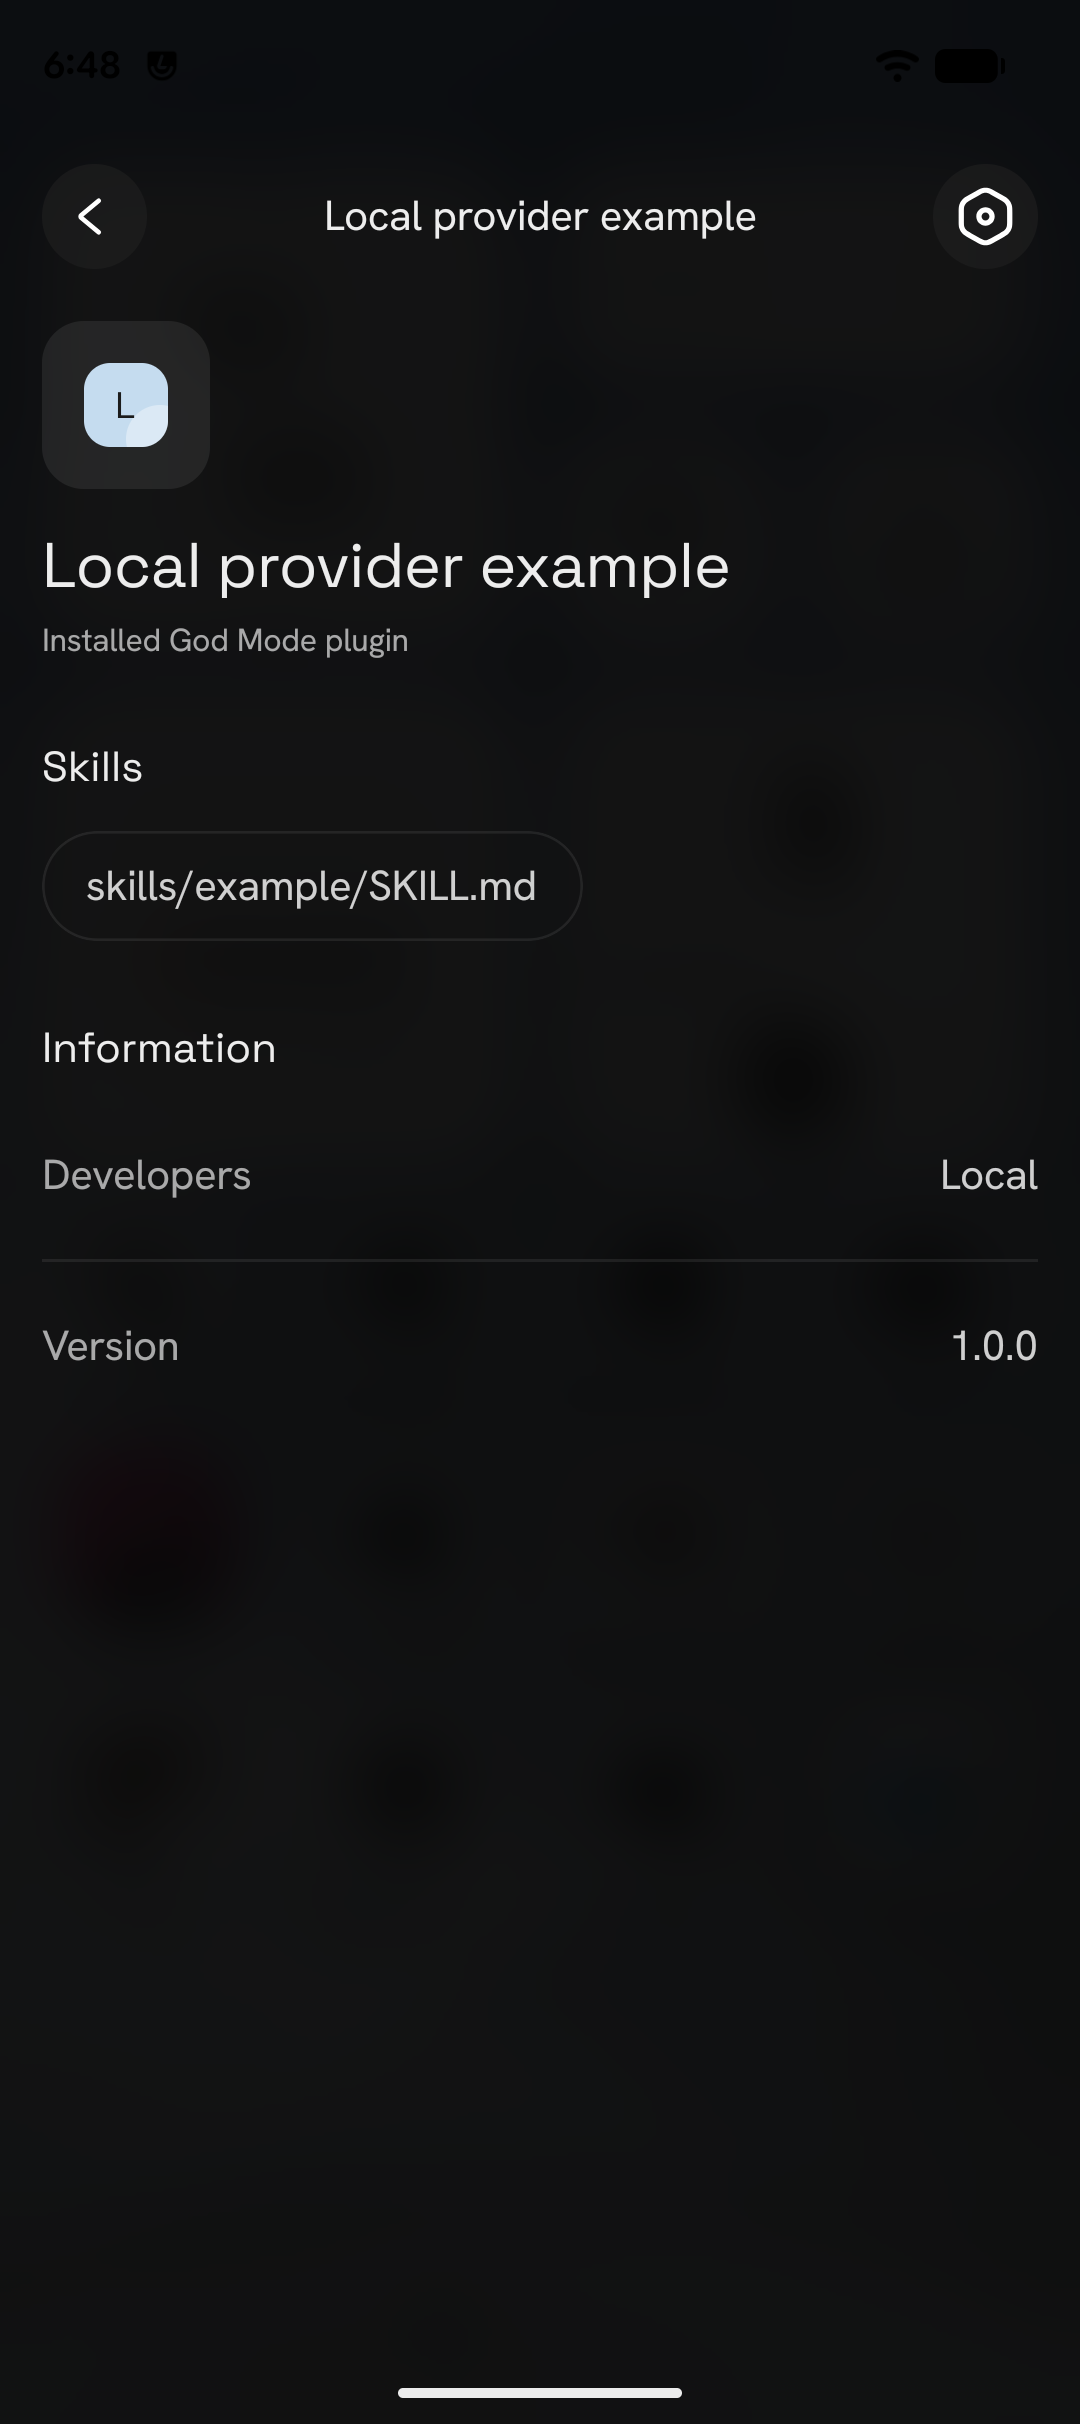 6:48
Local provider example
L
Local provider example
Installed God Mode plugin
Skills
skills/example/SKILL.md
Information
Developers Local
Version 1.0.0